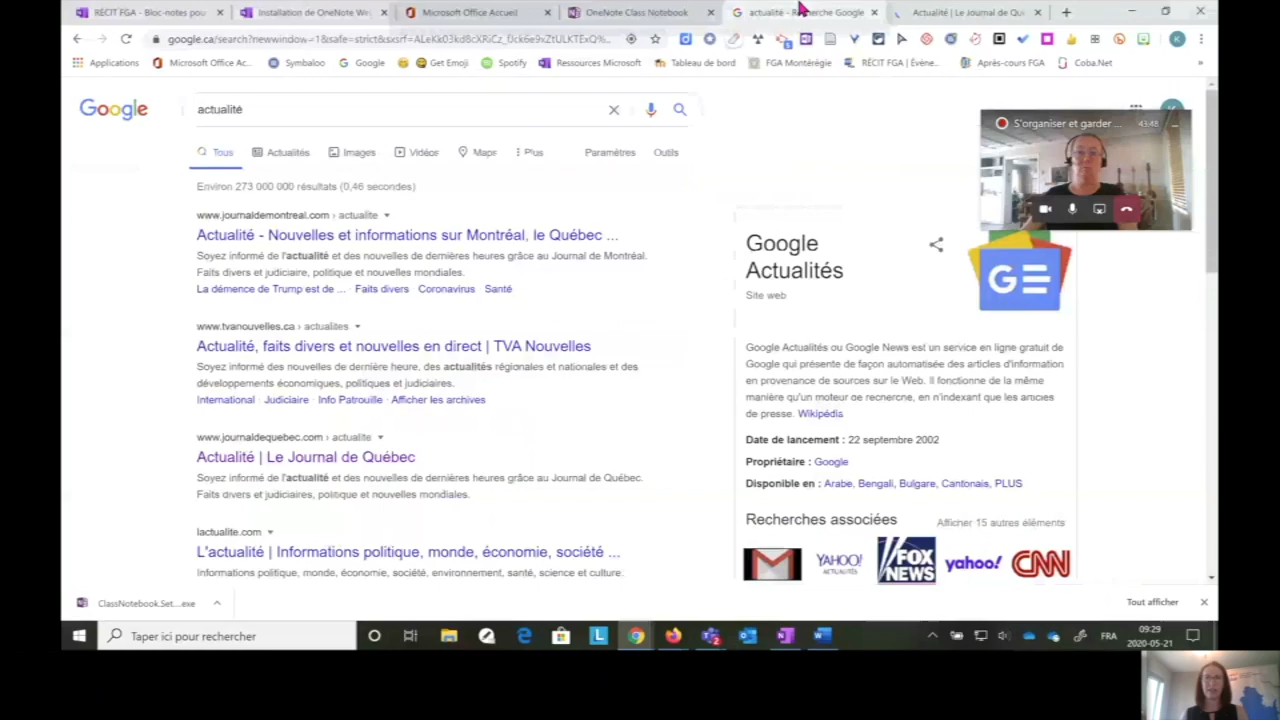 RÉCIT FGA - Bloc-notes pou
Installation de OneNote We
Microsoft Office Accueil
OneNote Class Notebook
actualité - Recherche Google
Actualité | Le Journal de Qu
google.ca/search?newwindow=1&safe=strict&sxsrf=
Applications
Microsoft Office Ac...
Symbaloo
Google
Get Emoji
Spotify
Ressources Microsoft
Tableau de bord
FGA Montérégie
RÉCIT FGA | Évène...
Après-cours FGA
Coba.Net
»
Google
actualité
S'organiser et garder ...
43:48
Tous
Actualités
Images
Vidéos
Maps
Plus
Paramètres
Outils
Environ 273 000 000 résultats (0,46 secondes)
www.journaldemontreal.com › actualite
Actualité - Nouvelles et informations sur Montréal, le Québec ...
Soyez informé de l'actualité et des nouvelles de dernières heures grâce au Journal de Montréal.
Faits divers et judiciaire, politique et nouvelles mondiales.
La démence de Trump est de ... · Faits divers · Coronavirus · Santé
www.tvanouvelles.ca › actualites
Actualité, faits divers et nouvelles en direct | TVA Nouvelles
Soyez informé des nouvelles de dernière heure, des actualités régionales et nationales et des
développements économiques, politiques et judiciaires.
International · Judiciaire · Info Patrouille · Afficher les archives
www.journaldequebec.com › actualite
Actualité | Le Journal de Québec
Soyez informé de l'actualité et des nouvelles de dernières heures grâce au Journal de Québec.
Faits divers et judiciaires, politique et nouvelles mondiales.
lactualite.com
L'actualité | Informations politique, monde, économie, société ...
Informations politique, monde, économie, société, environnement, santé, science et culture.
Google
Actualités
Site web
GE
Google Actualités ou Google News est un service en ligne gratuit de
Google qui présente de façon automatisée des articles d'information
en provenance de sources sur le Web. Il fonctionne de la même
manière qu'un moteur de recherche, en n'indexant que les articles
de presse. Wikipédia
Date de lancement : 22 septembre 2002
Propriétaire : Google
Disponible en : Arabe, Bengali, Bulgare, Cantonais, PLUS
Recherches associées
Afficher 15 autres éléments
YAHOO!
ACTUALITÉS
FOX
NEWS
yahoo!
CNN
ClassNotebook.Set...exe
Tout afficher
Taper ici pour rechercher
FRA
09:29
2020-05-21